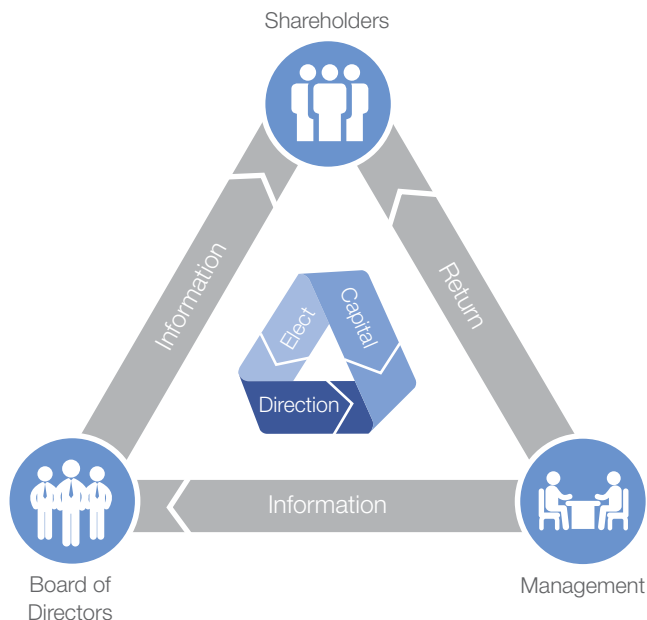 Shareholders
Information
Return
Elect
Capital
Direction
Information
Board of
Directors
Management